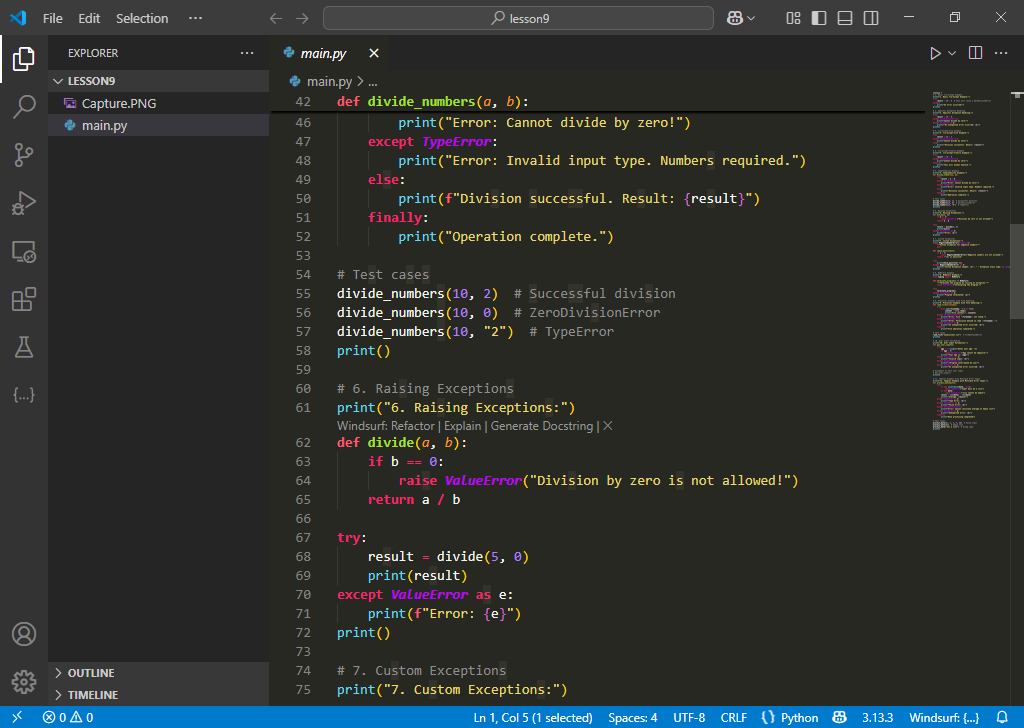 File Edit Selection ··· lesson9
EXPLORER ···
LESSON9
Capture.PNG
main.py
OUTLINE
TIMELINE
main.py
main.py > ...
42 def divide_numbers(a, b):
46 print("Error: Cannot divide by zero!")
47 except TypeError:
48 print("Error: Invalid input type. Numbers required.")
49 else:
50 print(f"Division successful. Result: {result}")
51 finally:
52 print("Operation complete.")
53
54 # Test cases
55 divide_numbers(10, 2)  # Successful division
56 divide_numbers(10, 0)  # ZeroDivisionError
57 divide_numbers(10, "2")  # TypeError
58 print()
59
60 # 6. Raising Exceptions
61 print("6. Raising Exceptions:")
Windsurf: Refactor | Explain | Generate Docstring | X
62 def divide(a, b):
63 if b == 0:
64 raise ValueError("Division by zero is not allowed!")
65 return a / b
66
67 try:
68 result = divide(5, 0)
69 print(result)
70 except ValueError as e:
71 print(f"Error: {e}")
72 print()
73
74 # 7. Custom Exceptions
75 print("7. Custom Exceptions:")
0 0 Ln 1, Col 5 (1 selected) Spaces: 4 UTF-8 CRLF {} Python 3.13.3 Windsurf: {...}